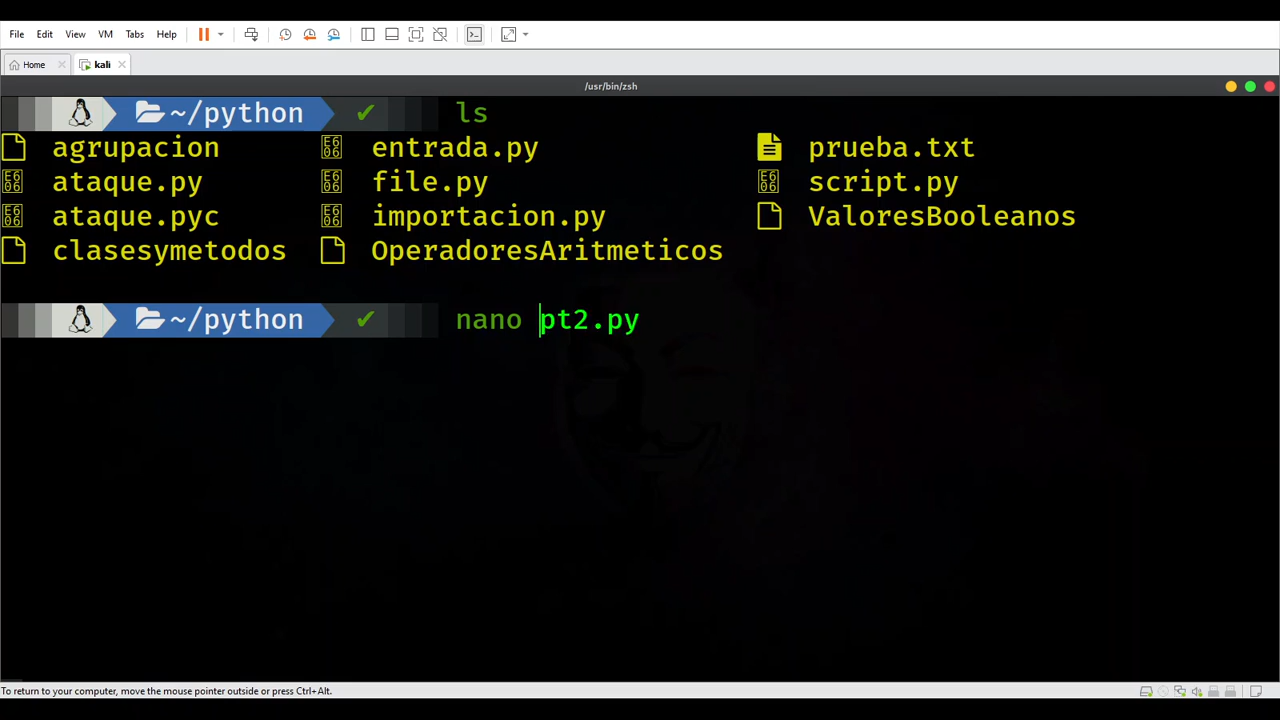 File Edit View VM Tabs Help
Home kali
/usr/bin/zsh
~/python ✔ ls
agrupacion entrada.py prueba.txt
ataque.py file.py script.py
ataque.pyc importacion.py ValoresBooleanos
clasesymetodos OperadoresAritmeticos
~/python ✔ nano pt2.py
To return to your computer, move the mouse pointer outside or press Ctrl+Alt.